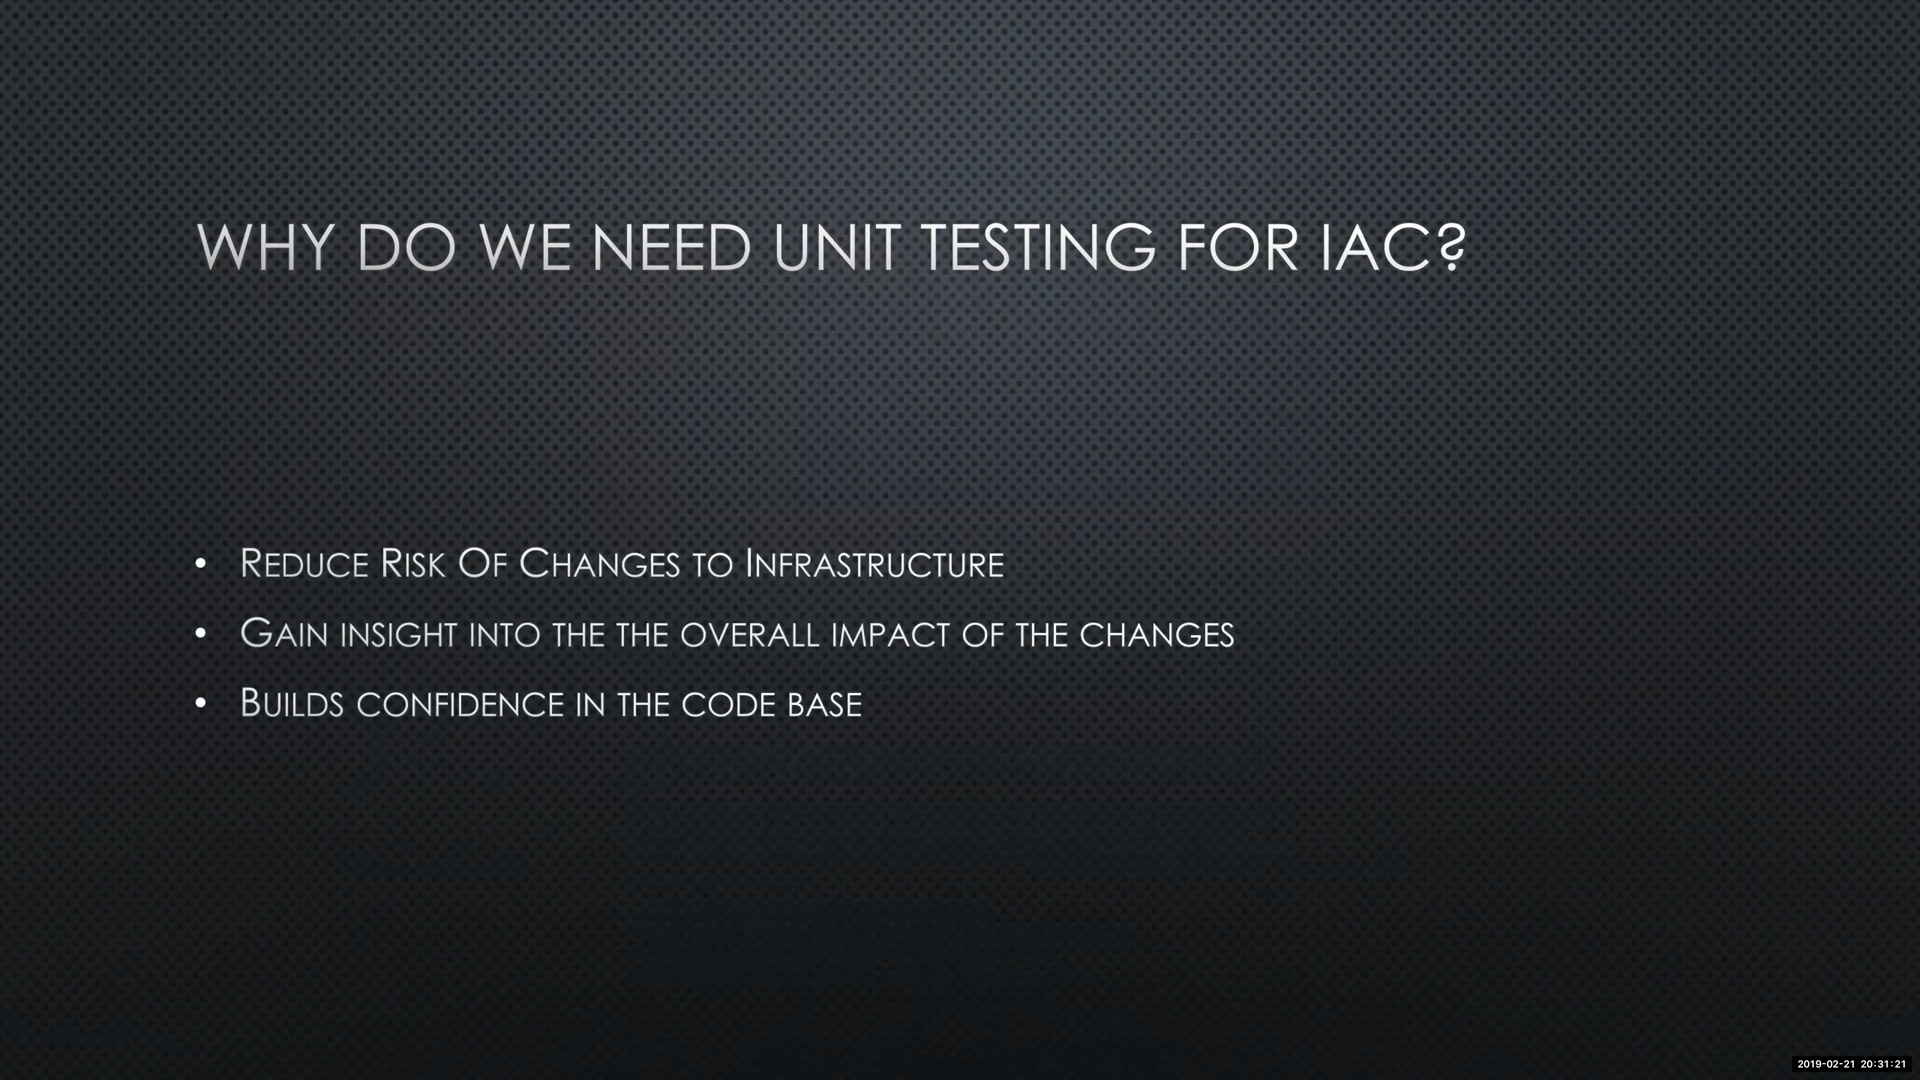 WHY DO WE NEED UNIT TESTING FOR IAC?
• REDUCE RISK OF CHANGES TO INFRASTRUCTURE
• GAIN INSIGHT INTO THE THE OVERALL IMPACT OF THE CHANGES
• BUILDS CONFIDENCE IN THE CODE BASE
2019-02-21 20:31:21